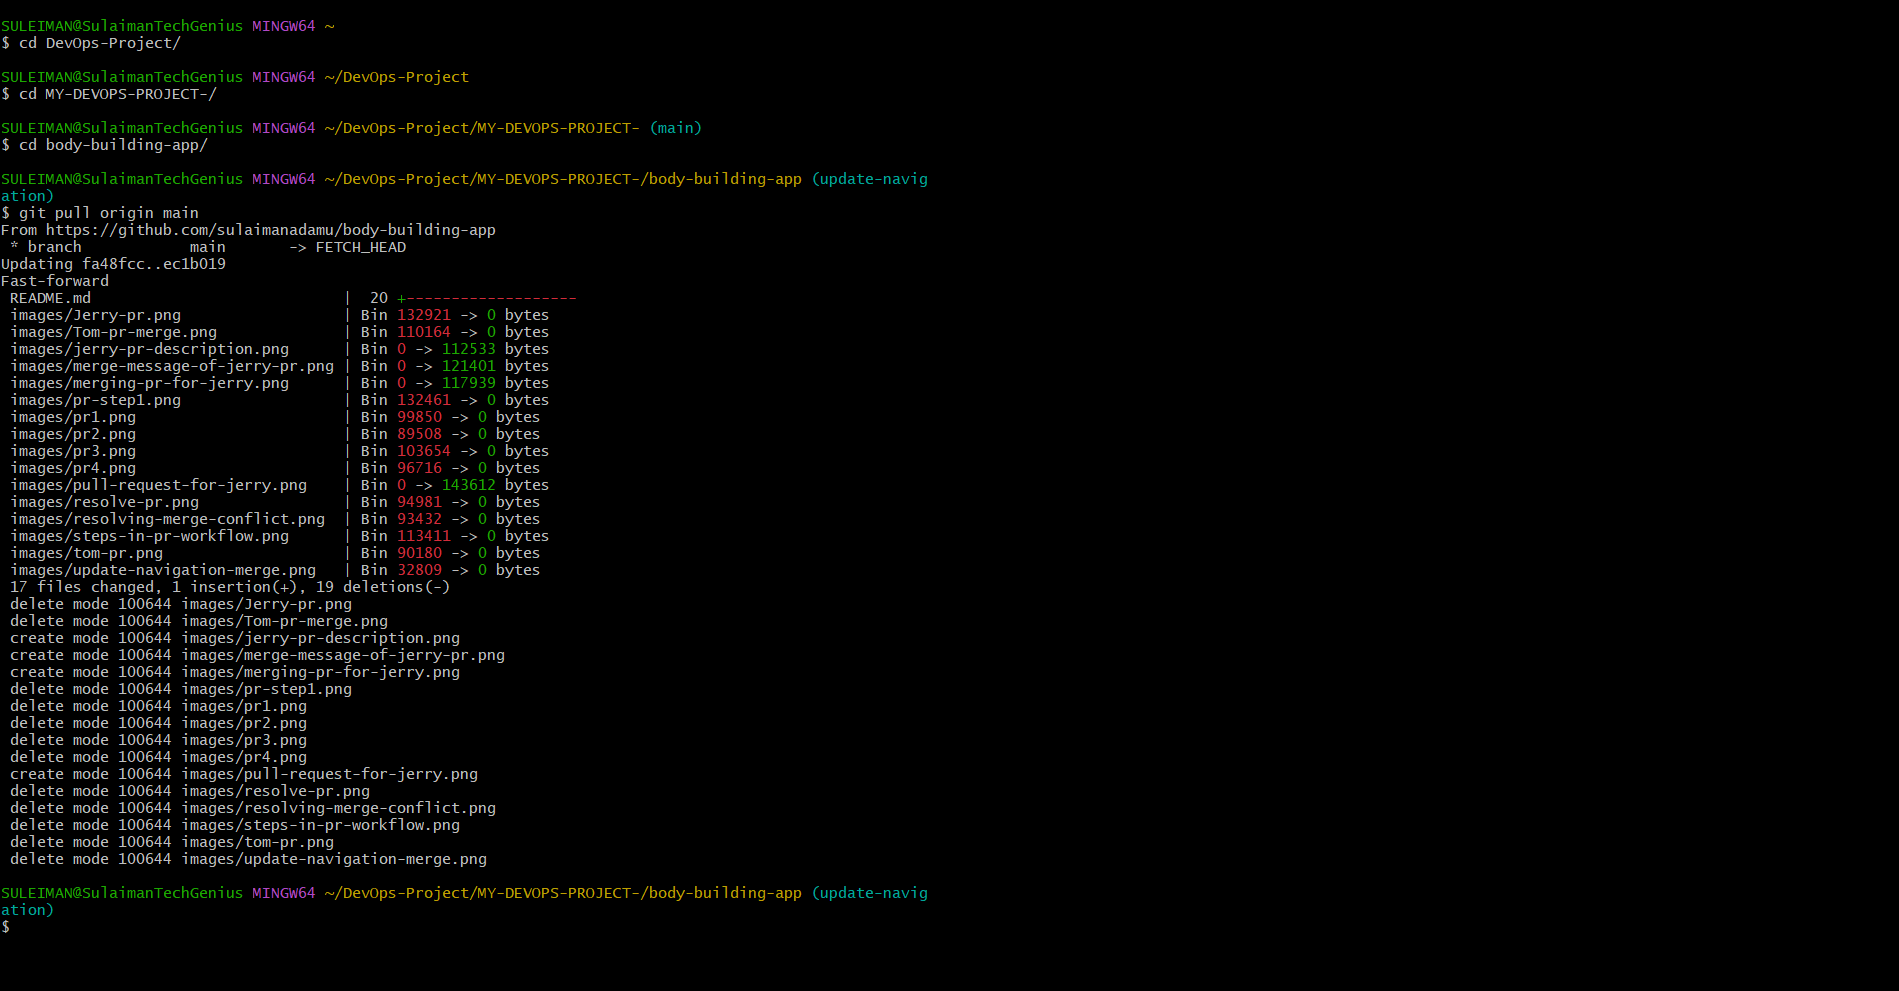 SULEIMAN@SulaimanTechGenius MINGW64 ~
$ cd DevOps-Project/
SULEIMAN@SulaimanTechGenius MINGW64 ~/DevOps-Project
$ cd MY-DEVOPS-PROJECT-/
SULEIMAN@SulaimanTechGenius MINGW64 ~/DevOps-Project/MY-DEVOPS-PROJECT- (main)
$ cd body-building-app/
SULEIMAN@SulaimanTechGenius MINGW64 ~/DevOps-Project/MY-DEVOPS-PROJECT-/body-building-app (update-navig
ation)
$ git pull origin main
From https://github.com/sulaimanadamu/body-building-app
 * branch            main       -> FETCH_HEAD
Updating fa48fcc..ec1b019
Fast-forward
 README.md                            |  20 +-------------------
 images/Jerry-pr.png                  | Bin 132921 -> 0 bytes
 images/Tom-pr-merge.png              | Bin 110164 -> 0 bytes
 images/jerry-pr-description.png      | Bin 0 -> 112533 bytes
 images/merge-message-of-jerry-pr.png | Bin 0 -> 121401 bytes
 images/merging-pr-for-jerry.png      | Bin 0 -> 117939 bytes
 images/pr-step1.png                  | Bin 132461 -> 0 bytes
 images/pr1.png                       | Bin 99850 -> 0 bytes
 images/pr2.png                       | Bin 89508 -> 0 bytes
 images/pr3.png                       | Bin 103654 -> 0 bytes
 images/pr4.png                       | Bin 96716 -> 0 bytes
 images/pull-request-for-jerry.png    | Bin 0 -> 143612 bytes
 images/resolve-pr.png                | Bin 94981 -> 0 bytes
 images/resolving-merge-conflict.png  | Bin 93432 -> 0 bytes
 images/steps-in-pr-workflow.png      | Bin 113411 -> 0 bytes
 images/tom-pr.png                    | Bin 90180 -> 0 bytes
 images/update-navigation-merge.png   | Bin 32809 -> 0 bytes
 17 files changed, 1 insertion(+), 19 deletions(-)
 delete mode 100644 images/Jerry-pr.png
 delete mode 100644 images/Tom-pr-merge.png
 create mode 100644 images/jerry-pr-description.png
 create mode 100644 images/merge-message-of-jerry-pr.png
 create mode 100644 images/merging-pr-for-jerry.png
 delete mode 100644 images/pr-step1.png
 delete mode 100644 images/pr1.png
 delete mode 100644 images/pr2.png
 delete mode 100644 images/pr3.png
 delete mode 100644 images/pr4.png
 create mode 100644 images/pull-request-for-jerry.png
 delete mode 100644 images/resolve-pr.png
 delete mode 100644 images/resolving-merge-conflict.png
 delete mode 100644 images/steps-in-pr-workflow.png
 delete mode 100644 images/tom-pr.png
 delete mode 100644 images/update-navigation-merge.png
SULEIMAN@SulaimanTechGenius MINGW64 ~/DevOps-Project/MY-DEVOPS-PROJECT-/body-building-app (update-navig
ation)
$